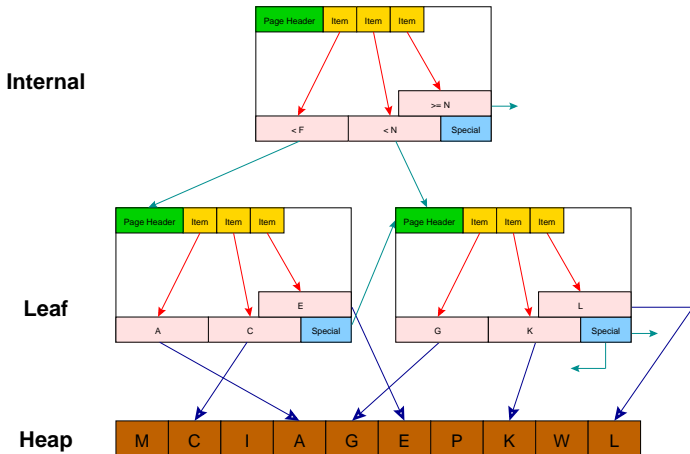 Page Header Item Item Item
Internal
>= N
< F < N Special
Page Header Item Item Item Page Header Item Item Item
Leaf
E L
A C Special G K Special
Heap M C I A G E P K W L